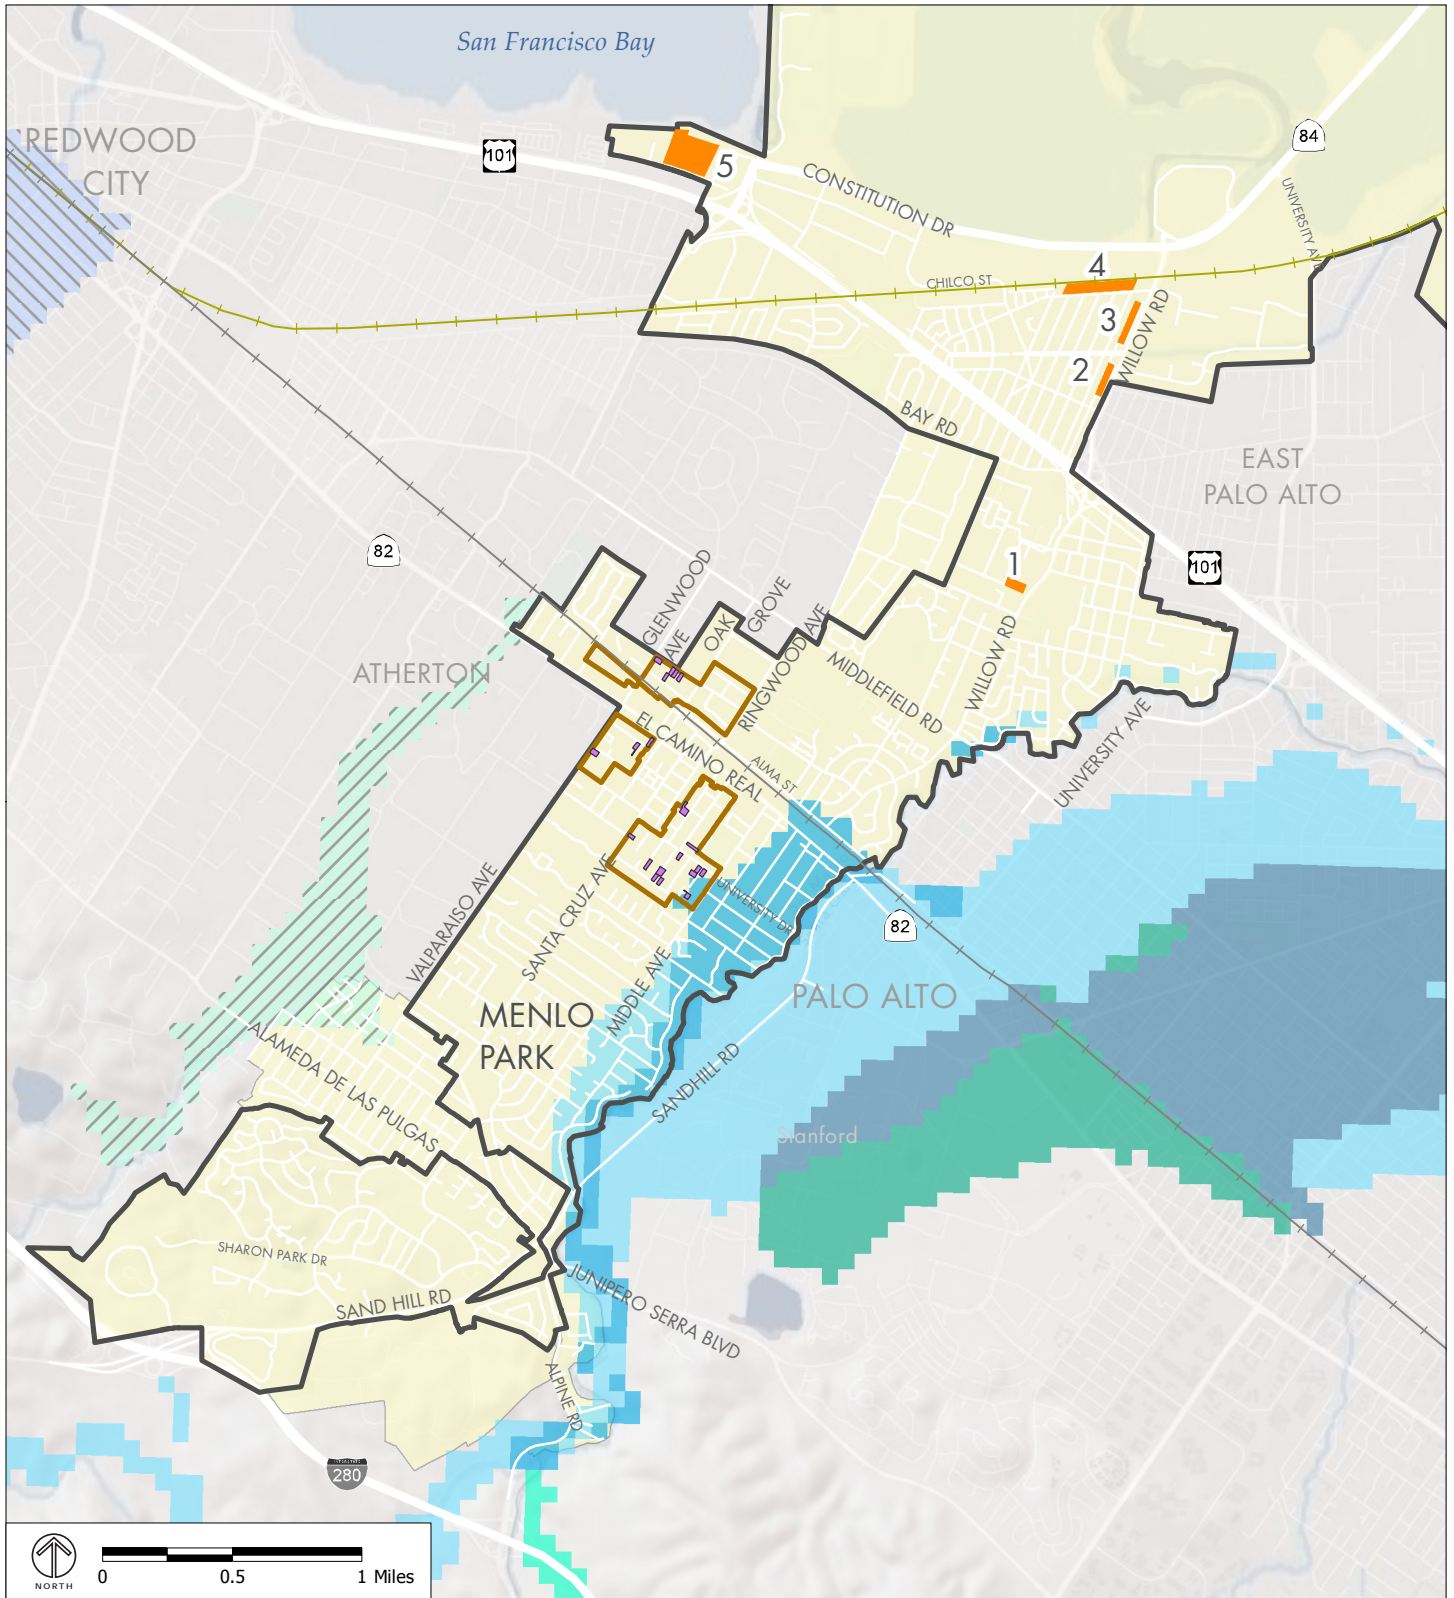 San Francisco Bay
REDWOOD
CITY
101
84
5
CONSTITUTION DR
UNIVERSITY AVE
4
CHILCO ST
3
WILLOW RD
2
BAY RD
EAST
PALO ALTO
82
1
101
GLENWOOD
AVE
OAK
GROVE
RINGWOOD AVE
ATHERTON
MIDDLEFIELD RD
WILLOW RD
EL CAMINO REAL
ALMA ST
UNIVERSITY AVE
VALPARAISO AVE
SANTA CRUZ AVE
UNIVERSITY DR
82
MIDDLE AVE
MENLO
PARK
PALO ALTO
ALAMEDA DE LAS PULGAS
SANDHILL RD
Stanford
SHARON PARK DR
SAND HILL RD
JUNIPERO SERRA BLVD
ALPINE RD
280
NORTH
0 0.5 1 Miles